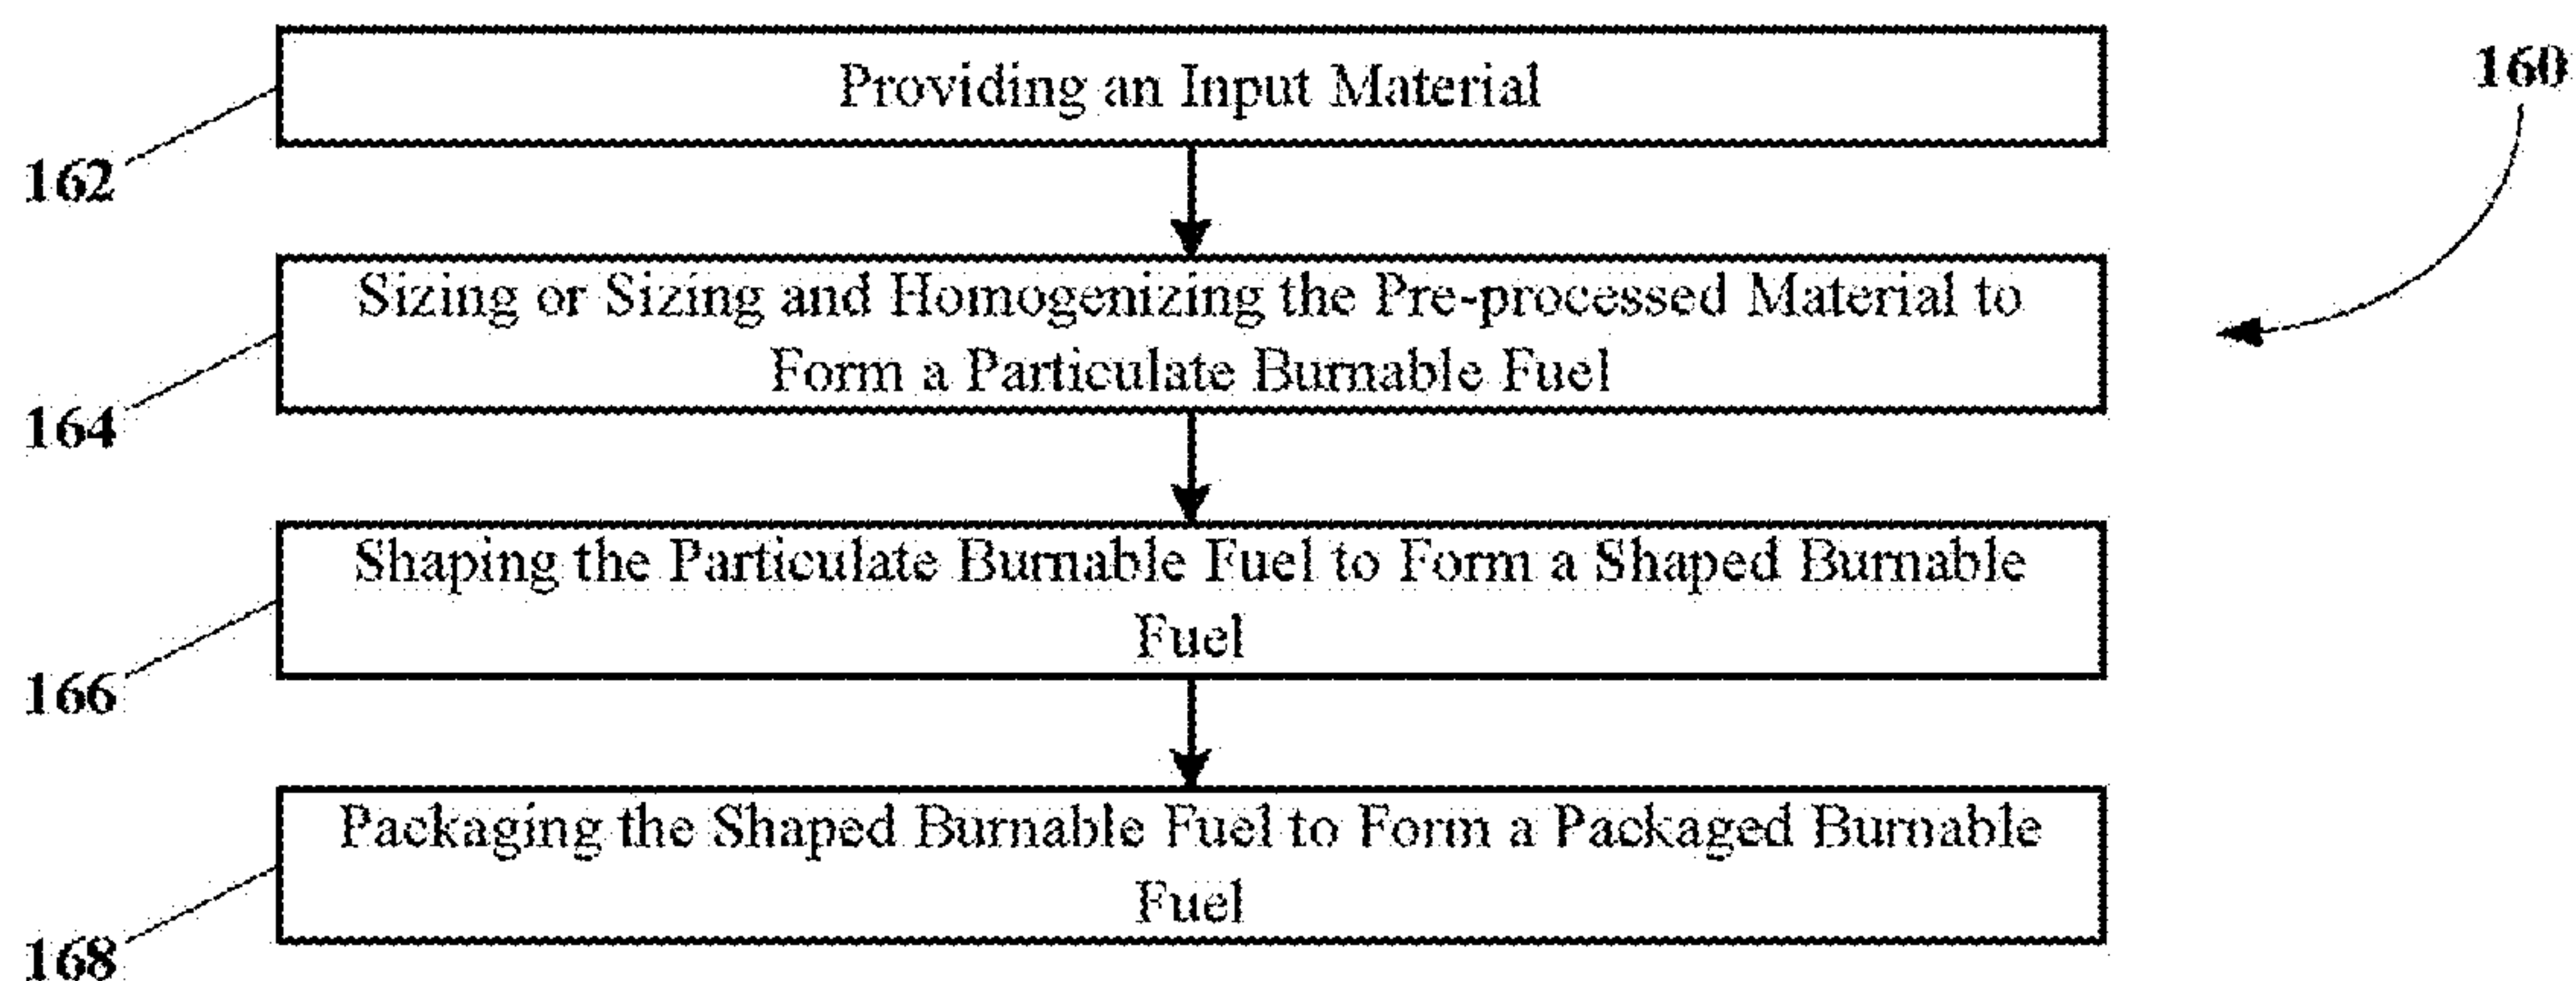 Providing an Input Material
160
162
Sizing or Sizing and Homogenizing the Pre-processed Material to
Form a Particulate Burnable Fuel
164
Shaping the Particulate Burnable Fuel to Form a Shaped Burnable
Fuel
166
Packaging the Shaped Burnable Fuel to Form a Packaged Burnable
Fuel
168